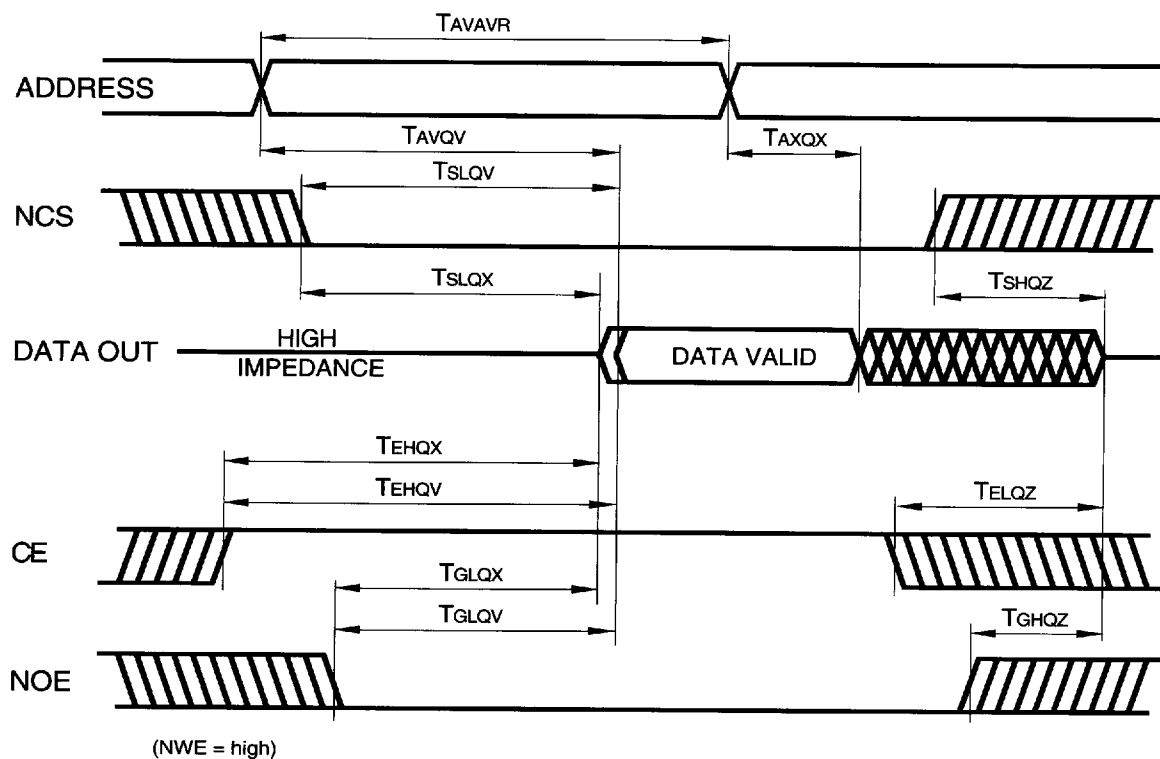 TAVAVR
ADDRESS
TAVQV
TAXQX
TSLQV
NCS
TSLQX
TSHQZ
DATA OUT
HIGH
IMPEDANCE
DATA VALID
TEHQX
TEHQV
TELQZ
CE
TGLQX
TGLQV
TGHQZ
NOE
(NWE = high)